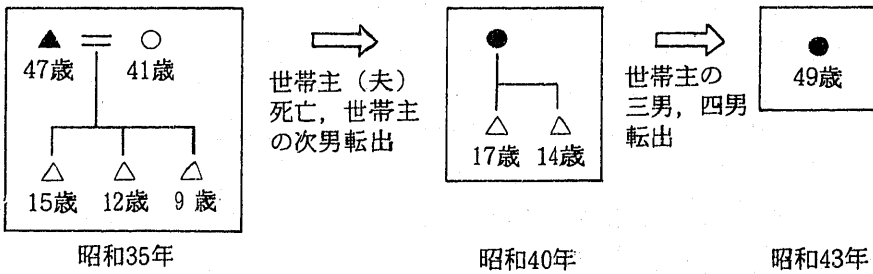 47歳 41歳
15歳 12歳 9歳
昭和35年
世帯主（夫）
死亡，世帯主
の次男転出
17歳 14歳
昭和40年
世帯主の
三男，四男
転出
49歳
昭和43年